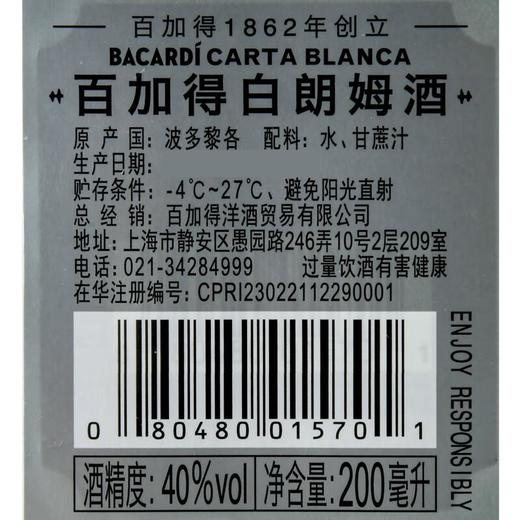 百加得1862年创立
BACARDÍ CARTA BLANCA
百加得白朗姆酒
原产国：波多黎各 配料：水、甘蔗汁
生产日期：
贮存条件：-4℃~27℃、避免阳光直射
总经销：百加得洋酒贸易有限公司
地址：上海市静安区愚园路246弄10号2层209室
电话：021-34284999 过量饮酒有害健康
在华注册编号：CPRI23022112290001
0 80480 01570 1
酒精度：40%vol 净含量：200毫升
ENJOY RESPONSIBLY